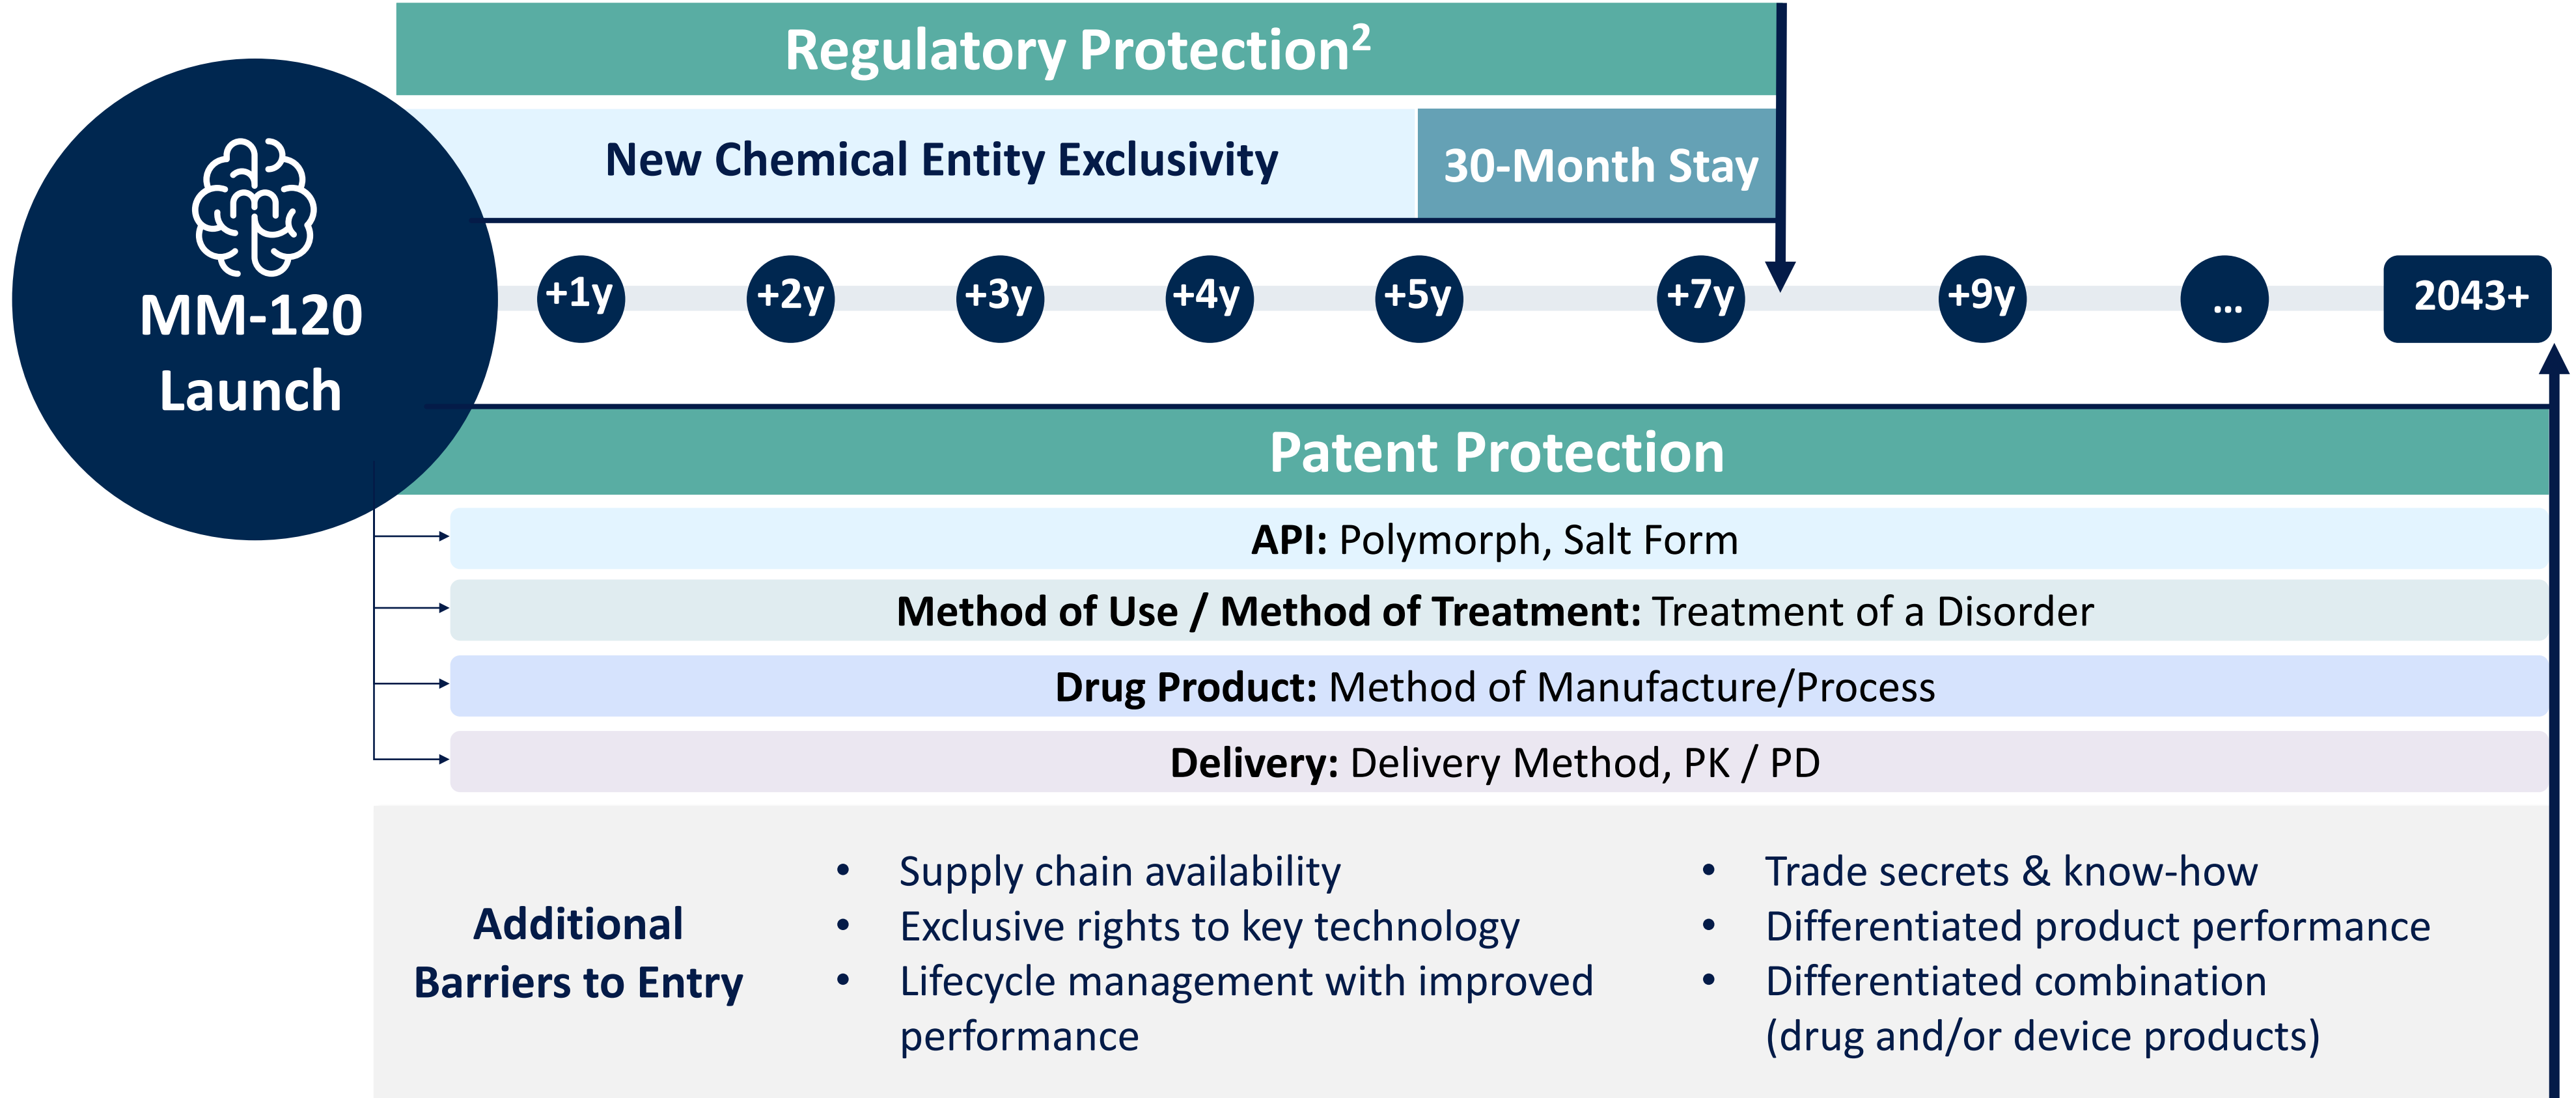 Regulatory Protection²
New Chemical Entity Exclusivity
30-Month Stay
MM-120
Launch
+1y
+2y
+3y
+4y
+5y
+7y
+9y
...
2043+
Patent Protection
API: Polymorph, Salt Form
Method of Use / Method of Treatment: Treatment of a Disorder
Drug Product: Method of Manufacture/Process
Delivery: Delivery Method, PK / PD
Additional
Barriers to Entry
• Supply chain availability
• Exclusive rights to key technology
• Lifecycle management with improved
performance
• Trade secrets & know-how
• Differentiated product performance
• Differentiated combination
(drug and/or device products)